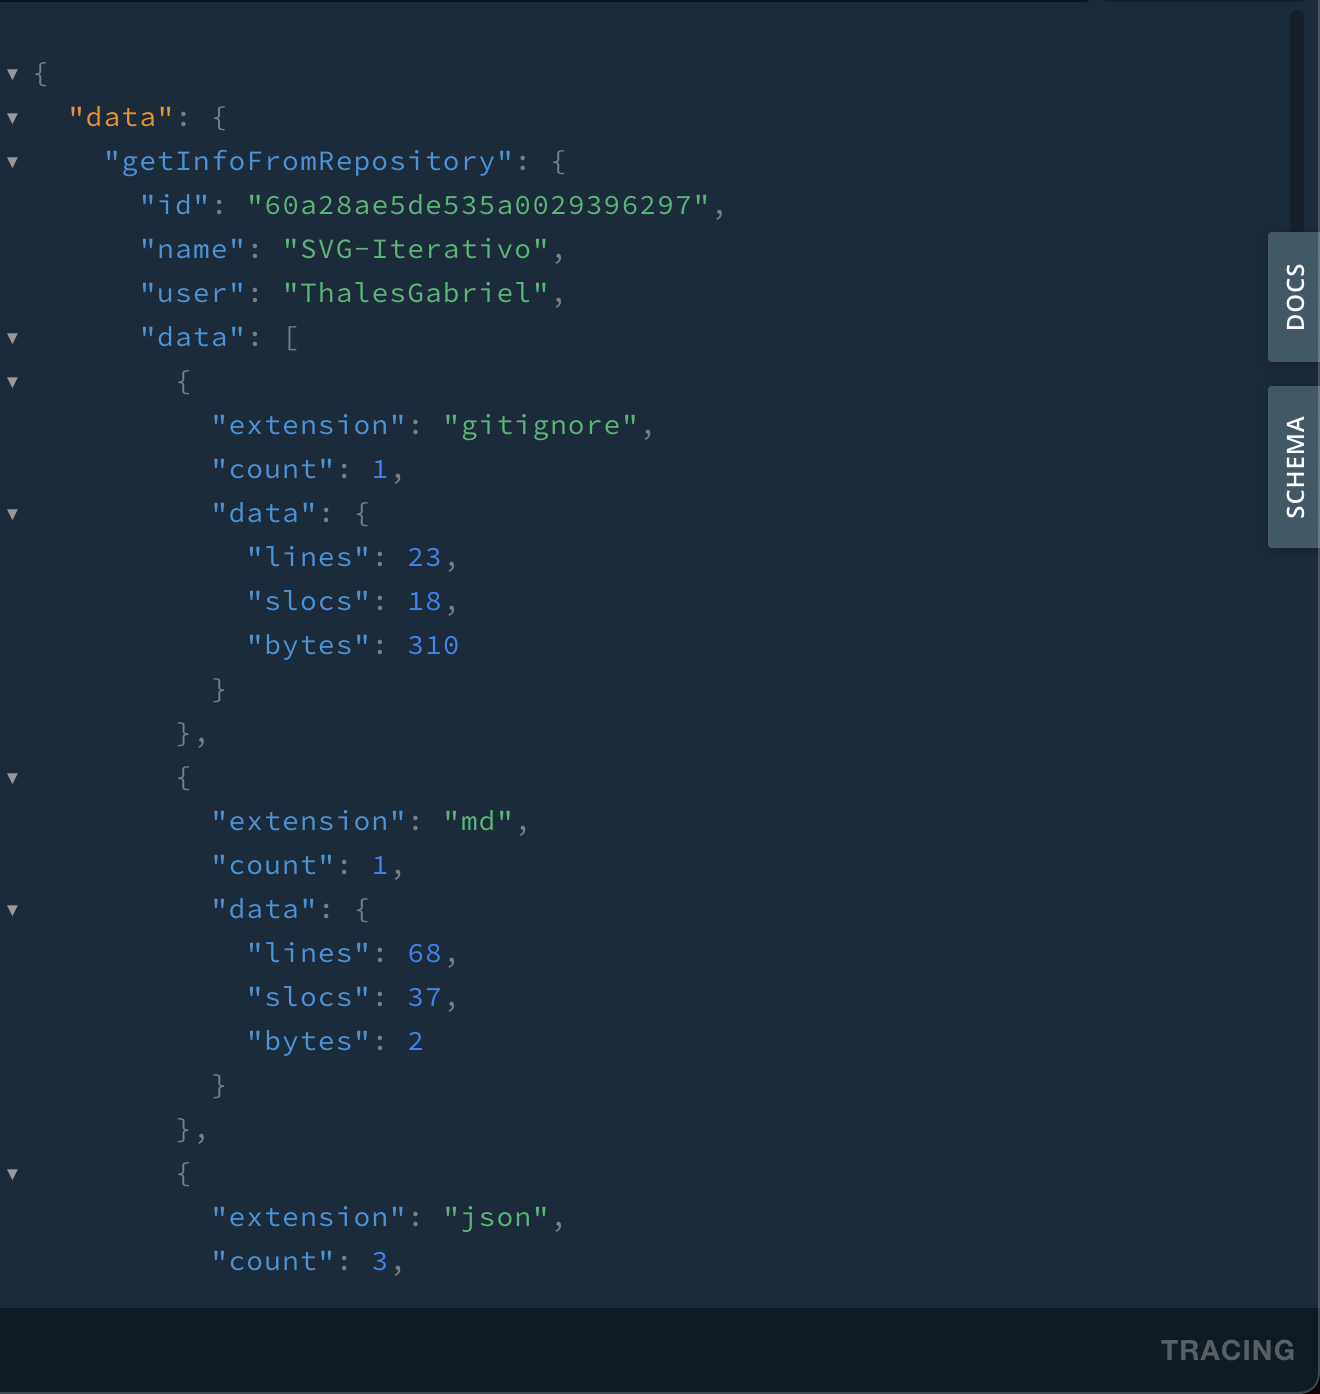 {
"data": {
"getInfoFromRepository": {
"id": "60a28ae5de535a0029396297",
"name": "SVG-Iterativo",
"user": "ThalesGabriel",
"data": [
{
"extension": "gitignore",
"count": 1,
"data": {
"lines": 23,
"slocs": 18,
"bytes": 310
}
},
{
"extension": "md",
"count": 1,
"data": {
"lines": 68,
"slocs": 37,
"bytes": 2
}
},
{
"extension": "json",
"count": 3,
DOCS
SCHEMA
TRACING